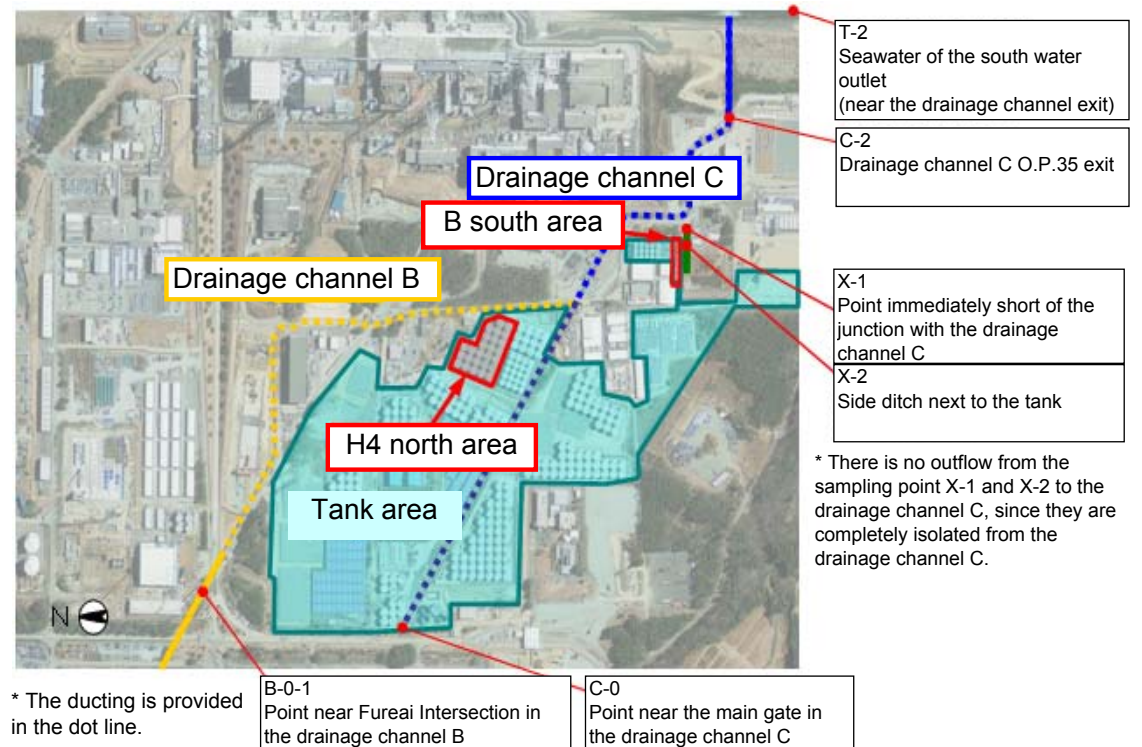 T-2
Seawater of the south water
outlet
(near the drainage channel exit)
C-2
Drainage channel C O.P.35 exit
Drainage channel C
B south area
Drainage channel B
X-1
Point immediately short of the
junction with the drainage
channel C
X-2
Side ditch next to the tank
H4 north area
* There is no outflow from the
sampling point X-1 and X-2 to the
drainage channel C, since they are
completely isolated from the
drainage channel C.
Tank area
N
* The ducting is provided
in the dot line.
B-0-1
Point near Fureai Intersection in
the drainage channel B
C-0
Point near the main gate in
the drainage channel C